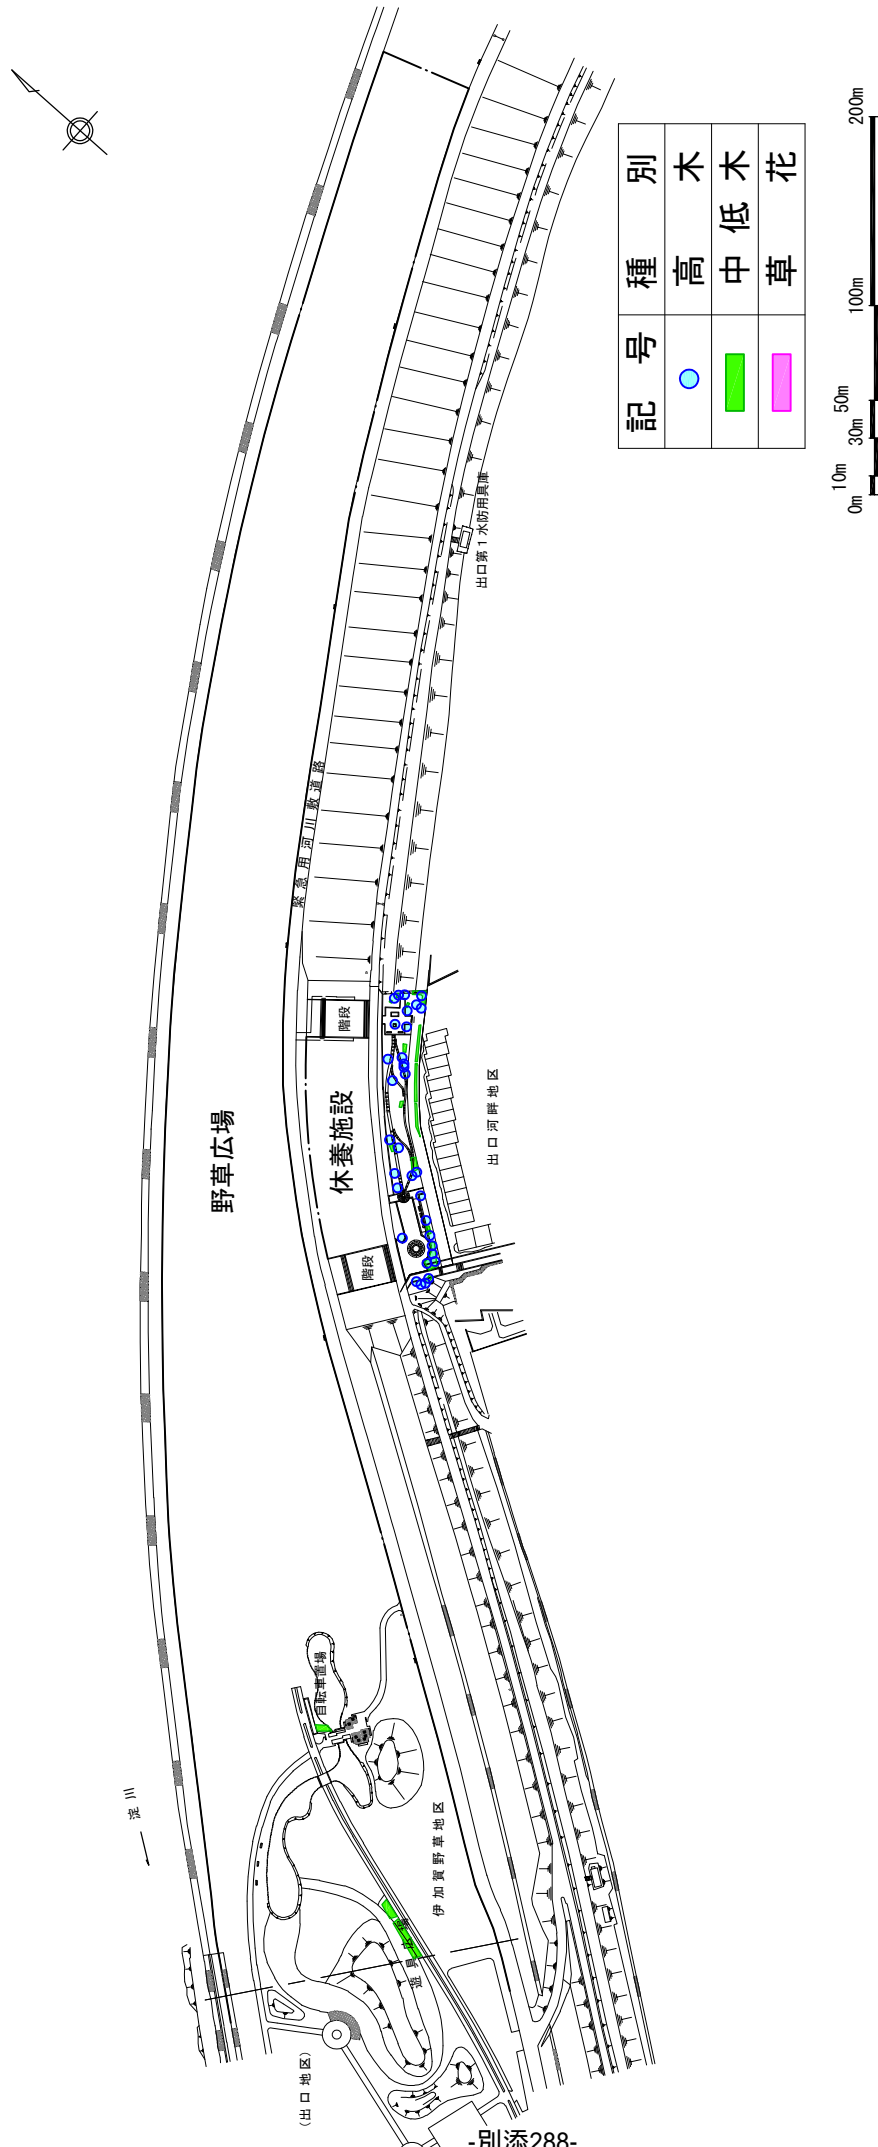 記号 種別
高木
中低木
草花
0m 10m 30m 50m 100m 200m
出口第1水防用具庫
緊急用河川敷道路
階段
野草広場
休養施設
出口河畔地区
階段
自転車置場
淀川
伊加賀野草地区
遊具広場
(出口地区)
-別添288-